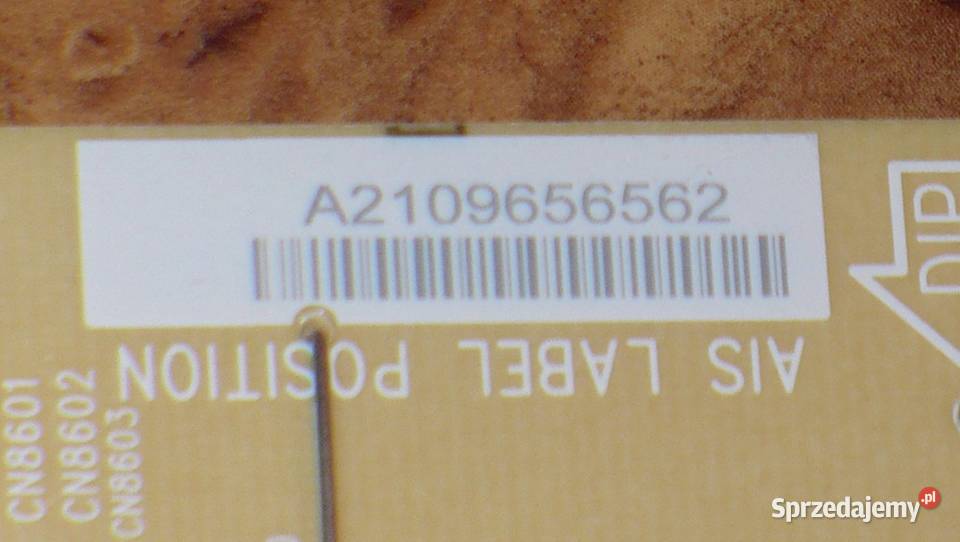 A2109656562
AIS LABEL POSITION
DIP
CN8601
CN8602
CN8603
Sprzedajemy.pl